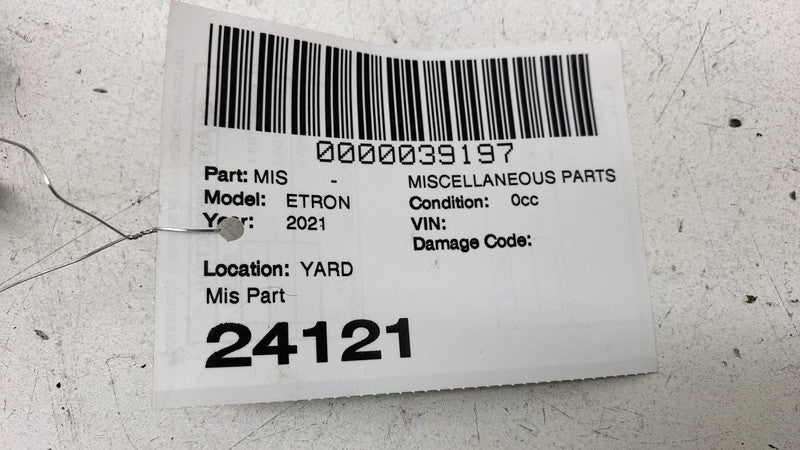 0000039197
Part: MIS - MISCELLANEOUS PARTS
Model: ETRON Condition: 0cc
Year: 2021 VIN:
Damage Code:
Location: YARD
Mis Part
24121